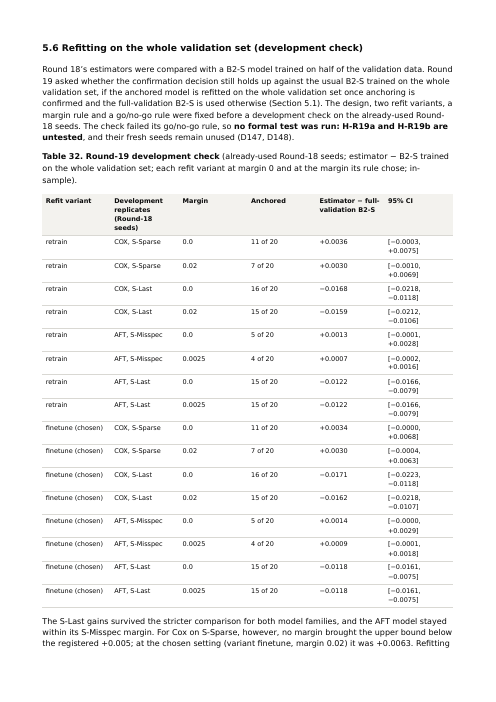 5.6 Refitting on the whole validation set (development check)
Round 18’s estimators were compared with a B2-S model trained on half of the validation data. Round
19 asked whether the confirmation decision still holds up against the usual B2-S trained on the whole
validation set, if the anchored model is refitted on the whole validation set once anchoring is
confirmed and the full-validation B2-S is used otherwise (Section 5.1). The design, two refit variants, a
margin rule and a go/no-go rule were fixed before a development check on the already-used Round-
18 seeds. The check failed its go/no-go rule, so no formal test was run: H-R19a and H-R19b are
untested, and their fresh seeds remain unused (D147, D148).
Table 32. Round-19 development check (already-used Round-18 seeds; estimator − B2-S trained
on the whole validation set; each refit variant at margin 0 and at the margin its rule chose; in-
sample).
Refit variant Development replicates (Round-18 seeds) Margin Anchored Estimator − full-validation B2-S 95% CI
retrain COX, S-Sparse 0.0 11 of 20 +0.0036 [−0.0003, +0.0075]
retrain COX, S-Sparse 0.02 7 of 20 +0.0030 [−0.0010, +0.0069]
retrain COX, S-Last 0.0 16 of 20 −0.0168 [−0.0218, −0.0118]
retrain COX, S-Last 0.02 15 of 20 −0.0159 [−0.0212, −0.0106]
retrain AFT, S-Misspec 0.0 5 of 20 +0.0013 [−0.0001, +0.0028]
retrain AFT, S-Misspec 0.0025 4 of 20 +0.0007 [−0.0002, +0.0016]
retrain AFT, S-Last 0.0 15 of 20 −0.0122 [−0.0166, −0.0079]
retrain AFT, S-Last 0.0025 15 of 20 −0.0122 [−0.0166, −0.0079]
finetune (chosen) COX, S-Sparse 0.0 11 of 20 +0.0034 [−0.0000, +0.0068]
finetune (chosen) COX, S-Sparse 0.02 7 of 20 +0.0030 [−0.0004, +0.0063]
finetune (chosen) COX, S-Last 0.0 16 of 20 −0.0171 [−0.0223, −0.0118]
finetune (chosen) COX, S-Last 0.02 15 of 20 −0.0162 [−0.0218, −0.0107]
finetune (chosen) AFT, S-Misspec 0.0 5 of 20 +0.0014 [−0.0000, +0.0029]
finetune (chosen) AFT, S-Misspec 0.0025 4 of 20 +0.0009 [−0.0001, +0.0018]
finetune (chosen) AFT, S-Last 0.0 15 of 20 −0.0118 [−0.0161, −0.0075]
finetune (chosen) AFT, S-Last 0.0025 15 of 20 −0.0118 [−0.0161, −0.0075]
The S-Last gains survived the stricter comparison for both model families, and the AFT model stayed
within its S-Misspec margin. For Cox on S-Sparse, however, no margin brought the upper bound below
the registered +0.005; at the chosen setting (variant finetune, margin 0.02) it was +0.0063. Refitting